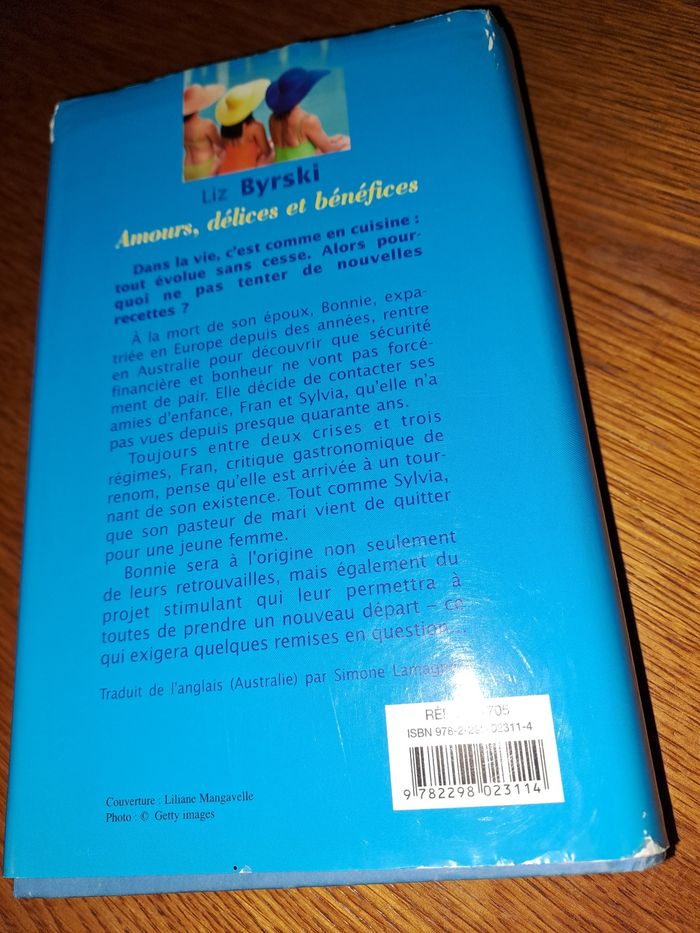 Liz Byrski
Amours, délices et bénéfices
Dans la vie, c'est comme en cuisine :
tout évolue sans cesse. Alors pour-
quoi ne pas tenter de nouvelles
recettes ?
À la mort de son époux, Bonnie, expa-
triée en Europe depuis des années, rentre
en Australie pour découvrir que sécurité
financière et bonheur ne vont pas forcé-
ment de pair. Elle décide de contacter ses
amies d'enfance, Fran et Sylvia, qu'elle n'a
pas vues depuis presque quarante ans.
Toujours entre deux crises et trois
régimes, Fran, critique gastronomique de
renom, pense qu'elle est arrivée à un tour-
nant de son existence. Tout comme Sylvia,
que son pasteur de mari vient de quitter
pour une jeune femme.
Bonnie sera à l'origine non seulement
de leurs retrouvailles, mais également du
projet stimulant qui leur permettra à
toutes de prendre un nouveau départ – ce
qui exigera quelques remises en question...
Traduit de l'anglais (Australie) par Simone
705
ISBN 978-2-298-02311-4
9 782298 023114
Couverture : Liliane Mangavelle
Photo : © Getty images